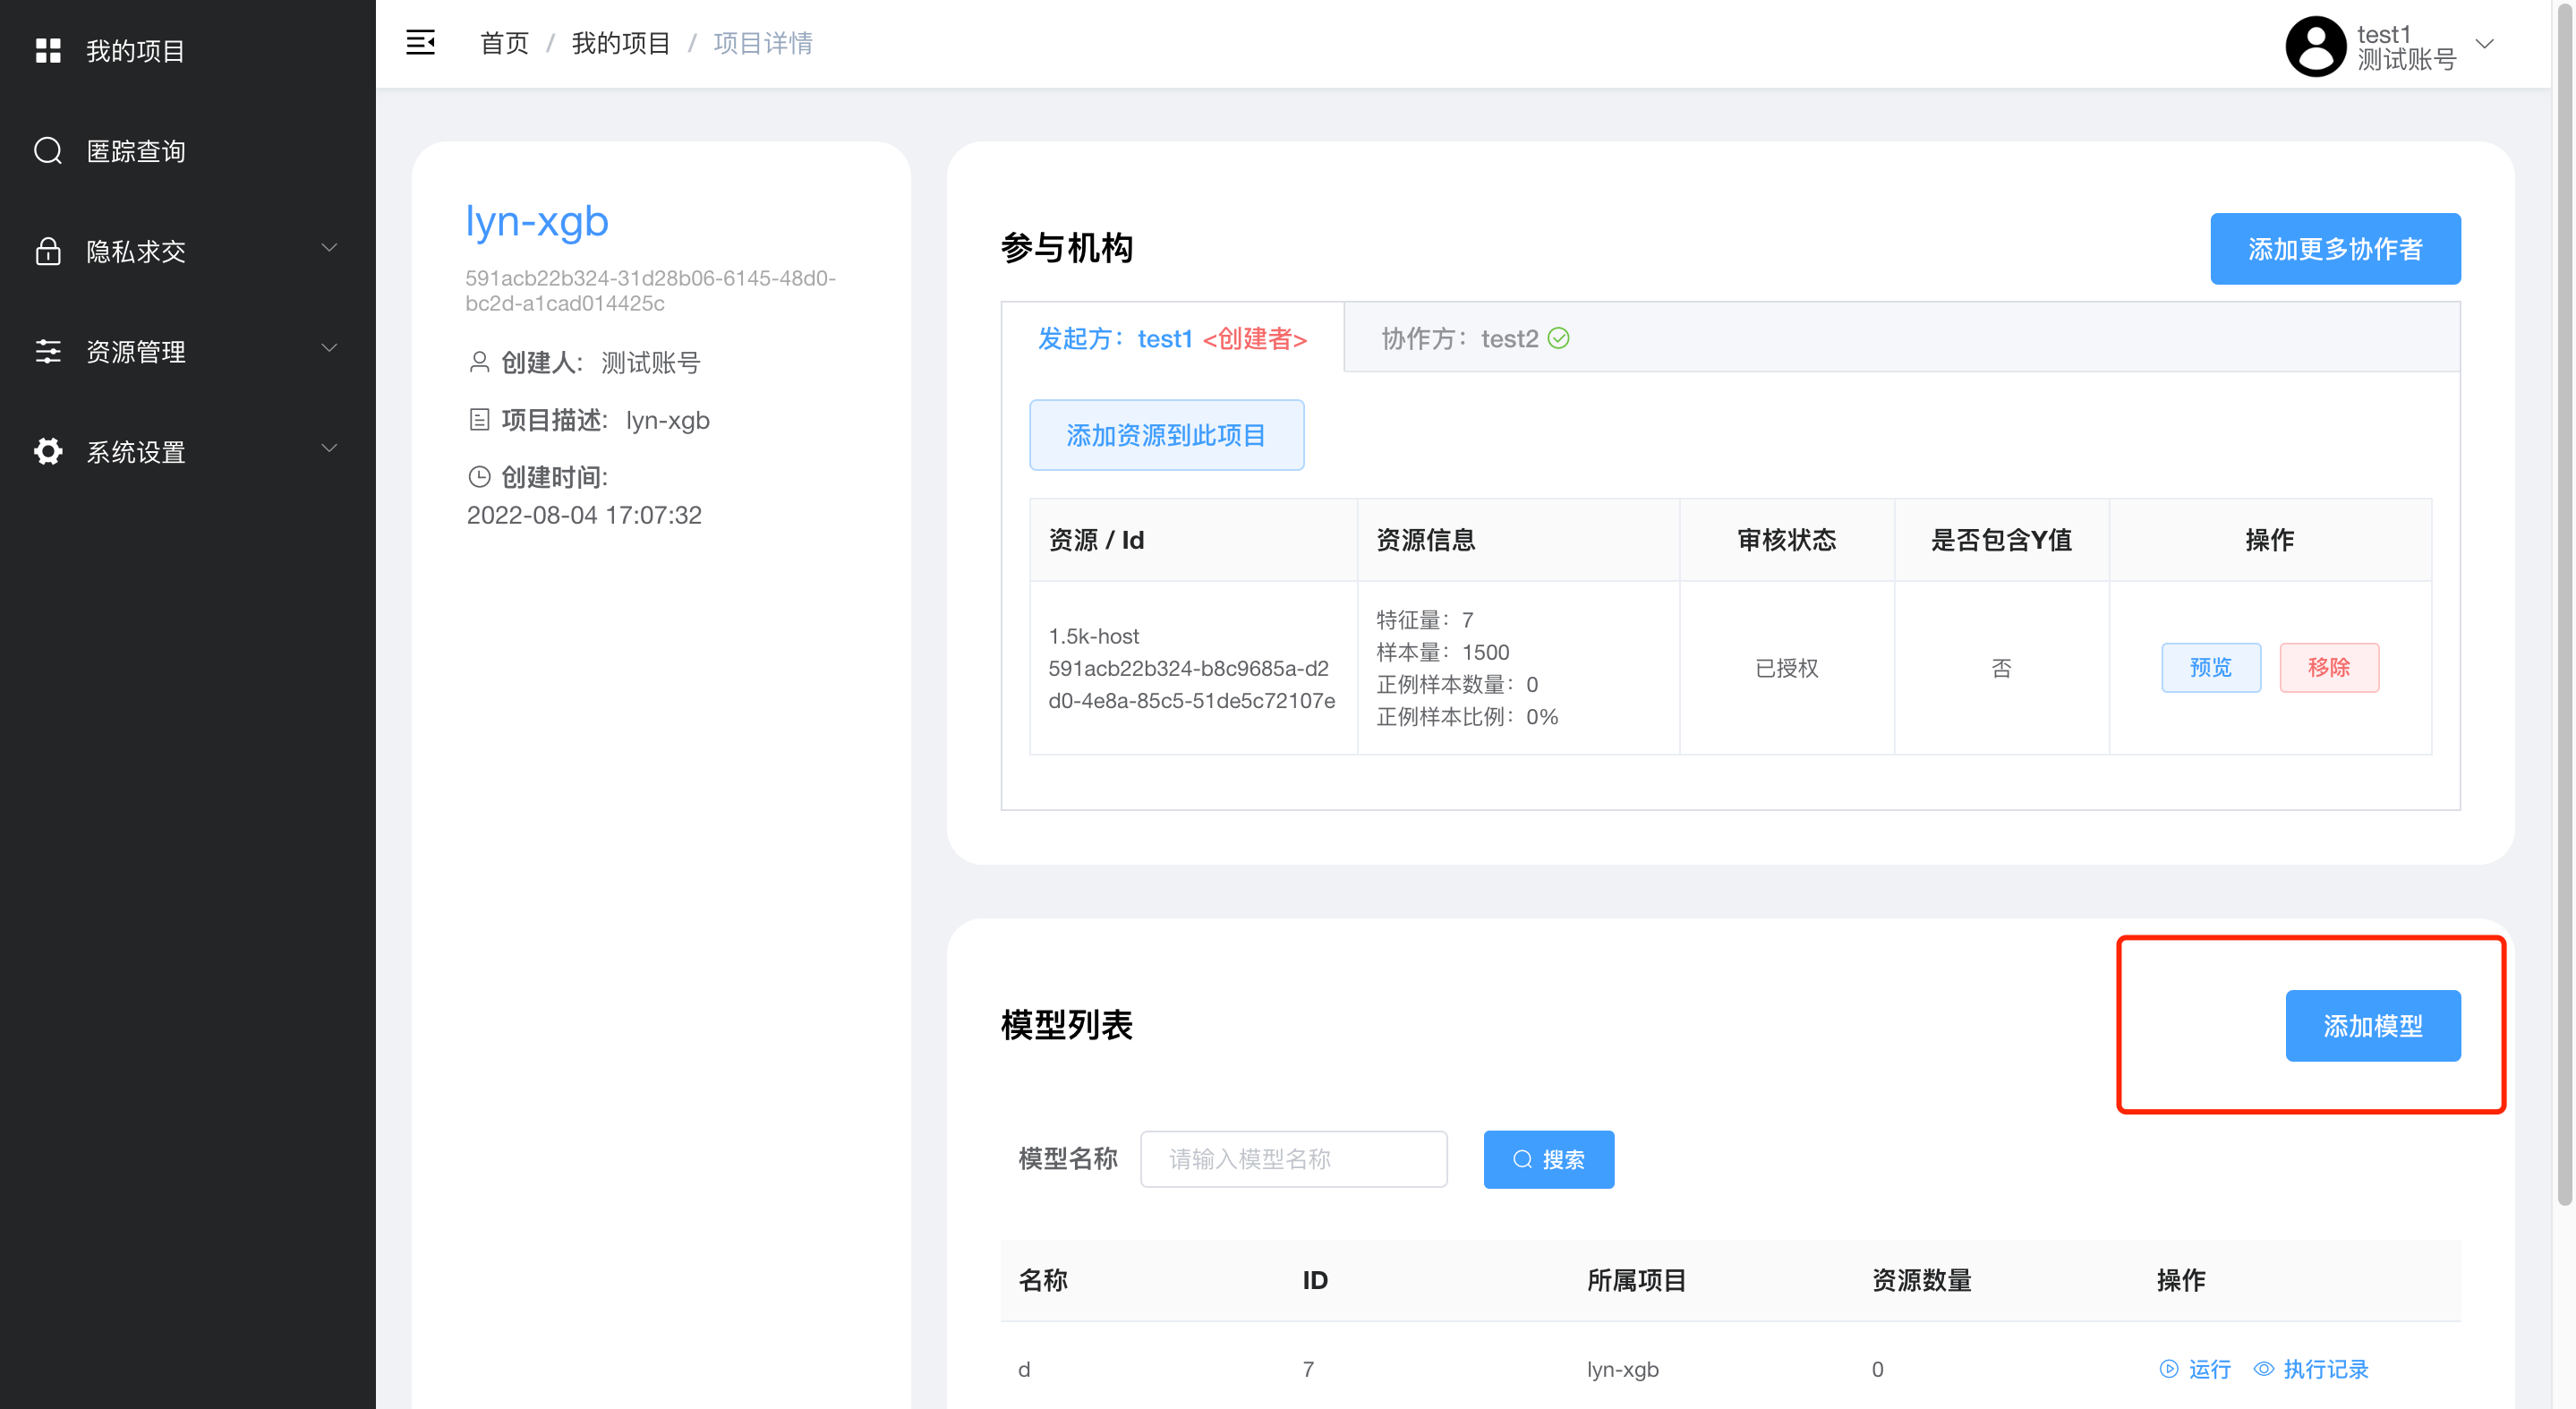 我的项目
匿踪查询
隐私求交
资源管理
系统设置
首页 / 我的项目 / 项目详情
test1
测试账号
lyn-xgb
591acb22b324-31d28b06-6145-48d0-
bc2d-a1cad014425c
创建人: 测试账号
项目描述: lyn-xgb
创建时间:
2022-08-04 17:07:32
参与机构
添加更多协作者
发起方：test1 <创建者>
协作方：test2
添加资源到此项目
资源 / Id 资源信息 审核状态 是否包含Y值 操作
1.5k-host
591acb22b324-b8c9685a-d2
d0-4e8a-85c5-51de5c72107e
特征量：7
样本量：1500
正例样本数量：0
正例样本比例：0%
已授权
否
预览 移除
模型列表
添加模型
模型名称 请输入模型名称 搜索
名称 ID 所属项目 资源数量 操作
d 7 lyn-xgb 0 运行 执行记录